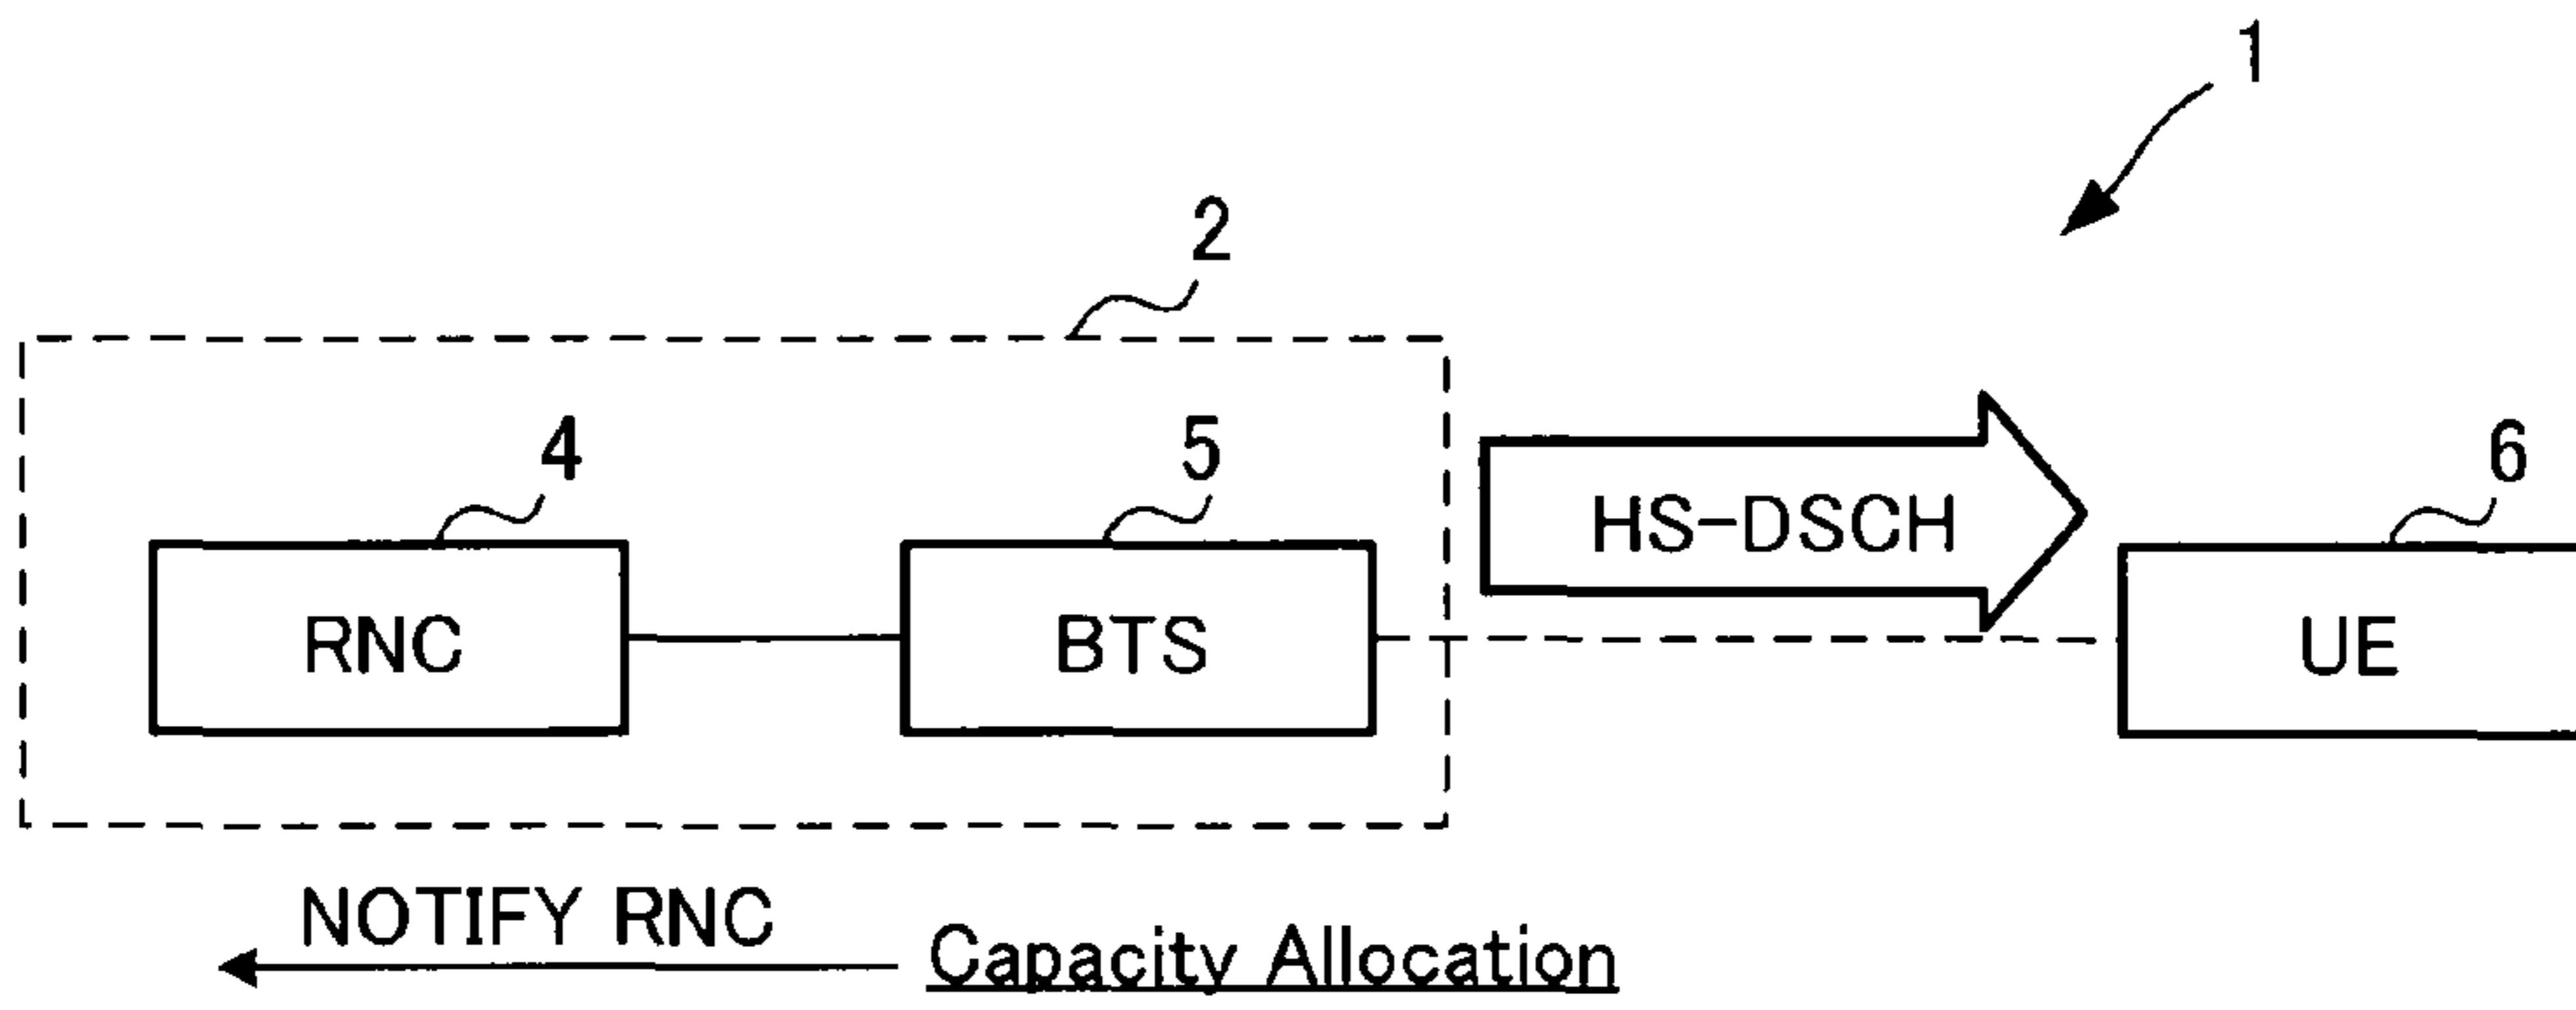 1
2
4
5
6
HS-DSCH
RNC
BTS
UE
NOTIFY RNC
Capacity Allocation